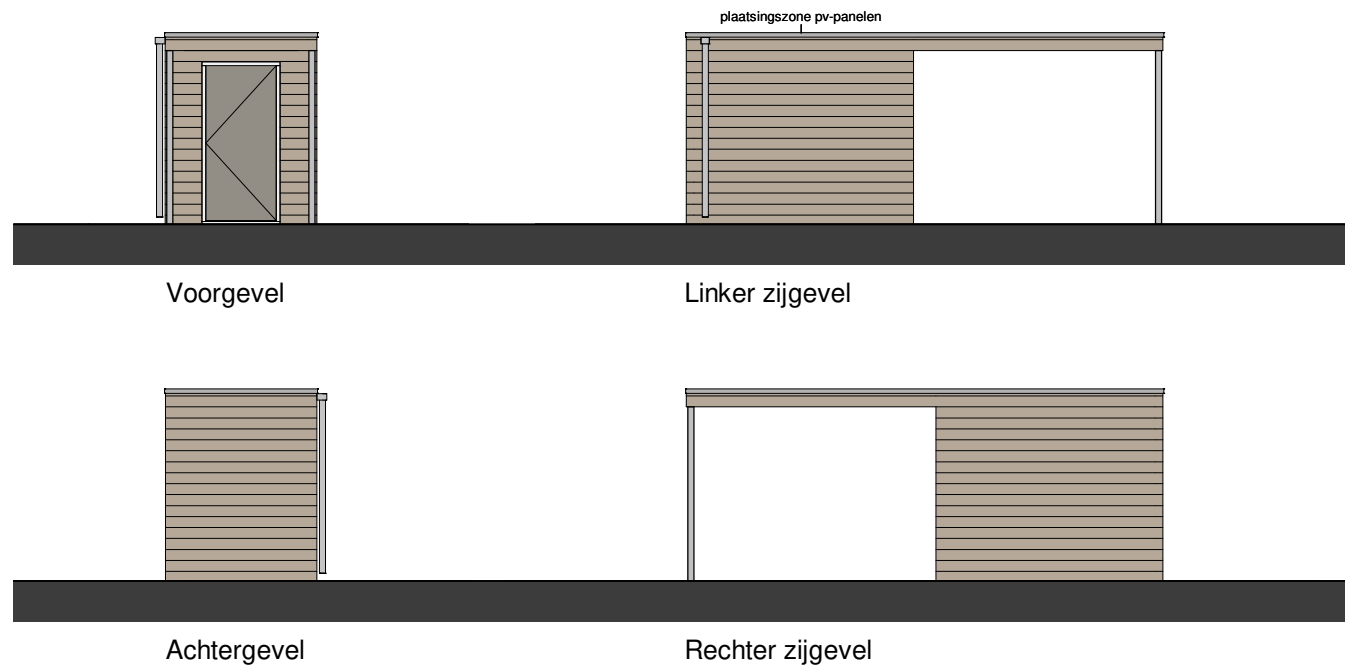 plaatsingszone pv-panelen
Voorgevel
Linker zijgevel
Achtergevel
Rechter zijgevel